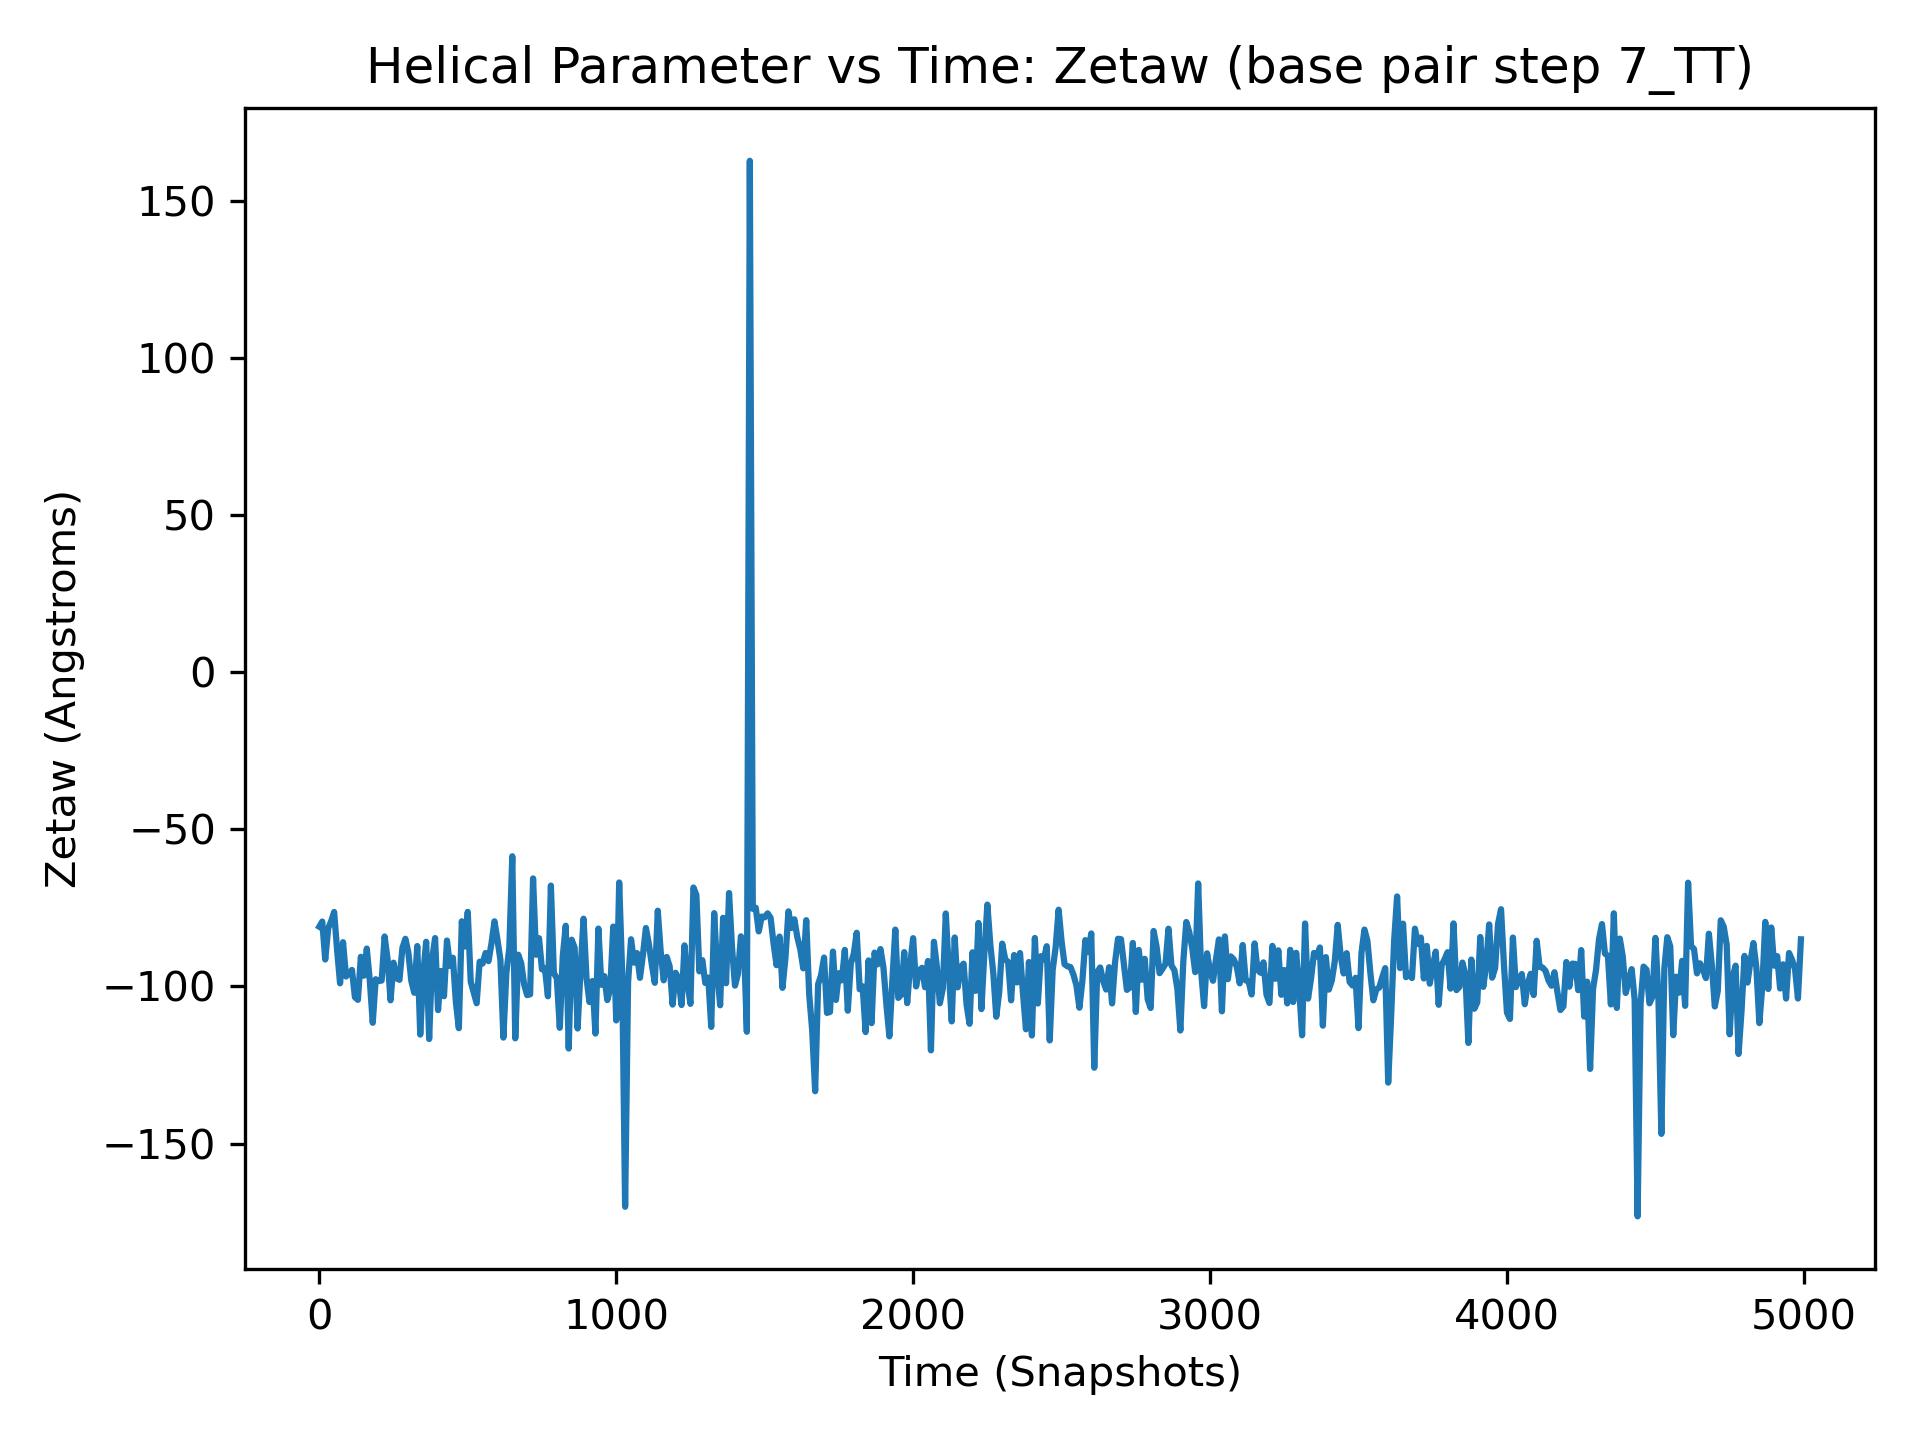 Helical Parameter vs Time: Zetaw (base pair step 7_TT)
Zetaw (Angstroms)
150
100
50
0
−50
−100
−150
0 1000 2000 3000 4000 5000
Time (Snapshots)